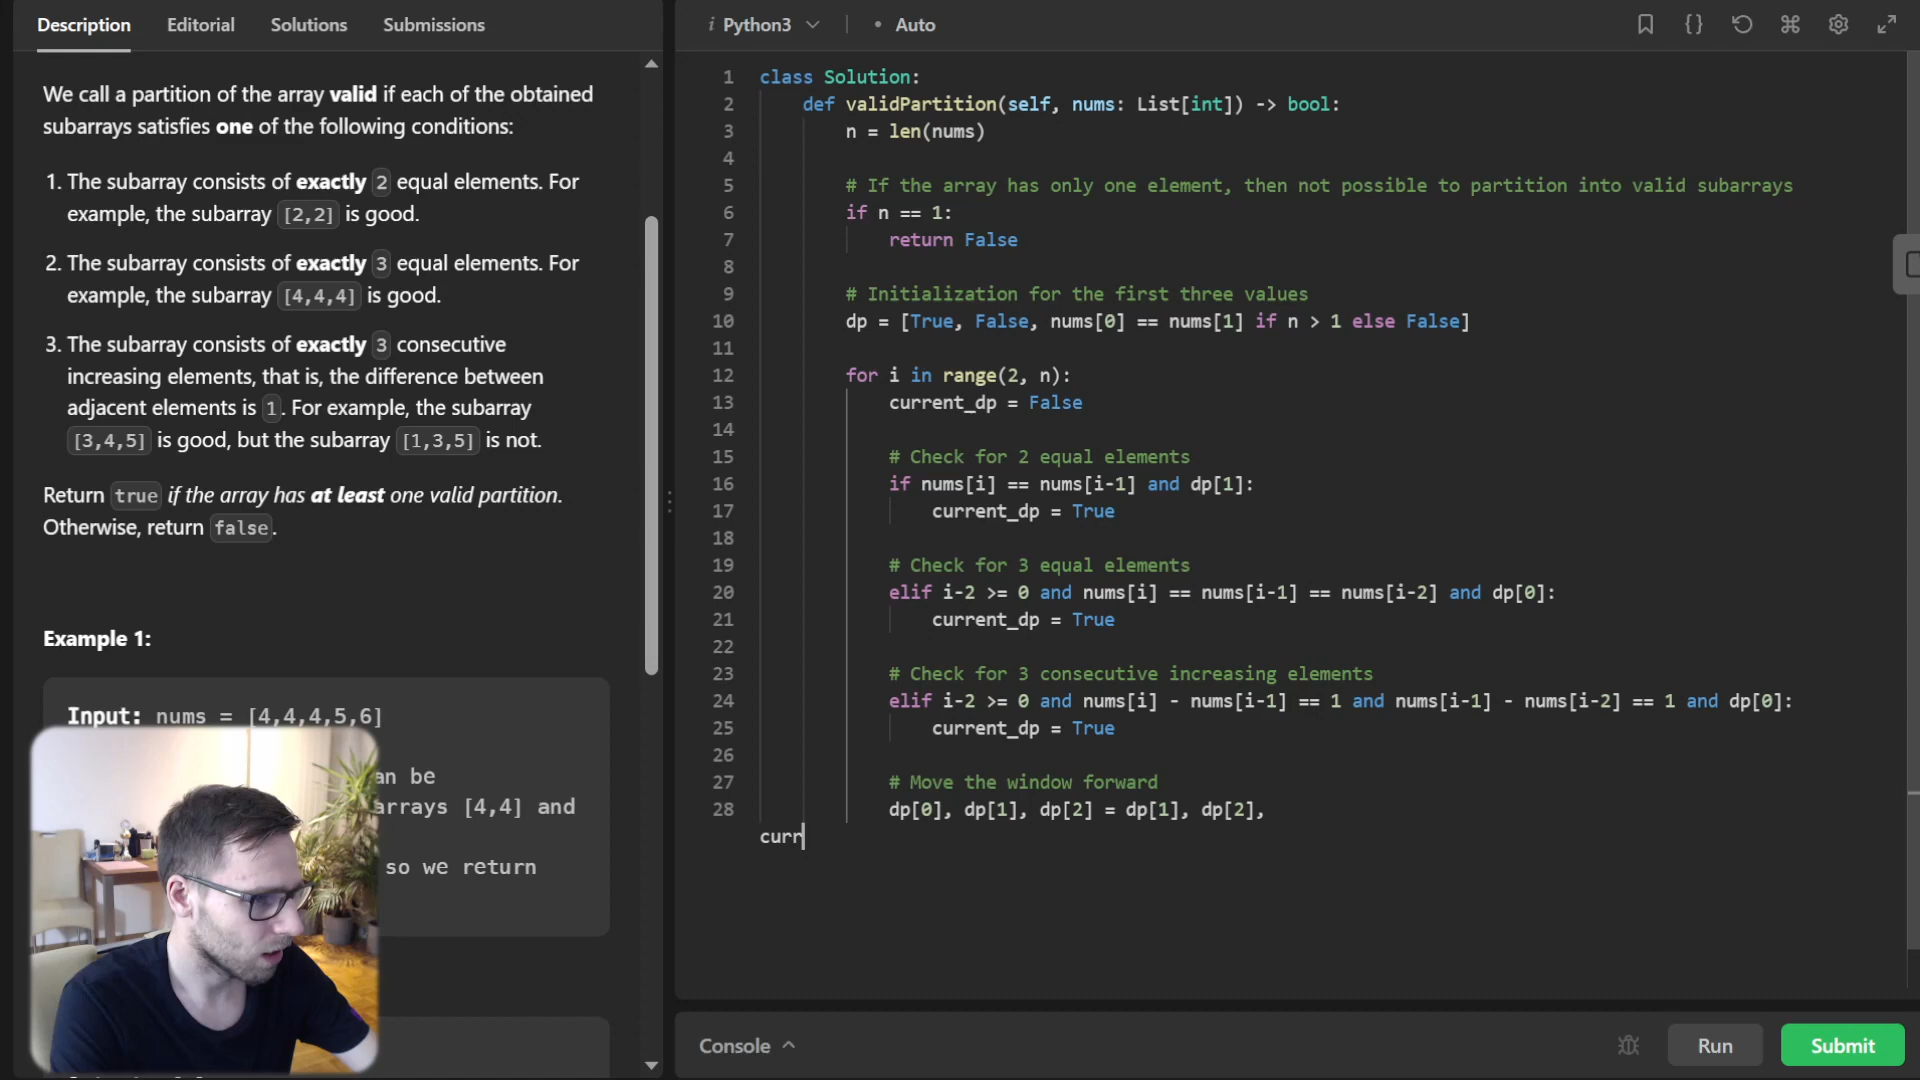 Description Editorial Solutions Submissions
We call a partition of the array valid if each of the obtained
subarrays satisfies one of the following conditions:
1. The subarray consists of exactly 2 equal elements. For
example, the subarray [2,2] is good.
2. The subarray consists of exactly 3 equal elements. For
example, the subarray [4,4,4] is good.
3. The subarray consists of exactly 3 consecutive
increasing elements, that is, the difference between
adjacent elements is 1. For example, the subarray
[3,4,5] is good, but the subarray [1,3,5] is not.
Return true if the array has at least one valid partition.
Otherwise, return false.
Example 1:
Input: nums = [4,4,4,5,6]
an be
arrays [4,4] and
so we return
i Python3 • Auto
1 class Solution:
2 def validPartition(self, nums: List[int]) -> bool:
3 n = len(nums)
4
5 # If the array has only one element, then not possible to partition into valid subarrays
6 if n == 1:
7 return False
8
9 # Initialization for the first three values
10 dp = [True, False, nums[0] == nums[1] if n > 1 else False]
11
12 for i in range(2, n):
13 current_dp = False
14
15 # Check for 2 equal elements
16 if nums[i] == nums[i-1] and dp[1]:
17 current_dp = True
18
19 # Check for 3 equal elements
20 elif i-2 >= 0 and nums[i] == nums[i-1] == nums[i-2] and dp[0]:
21 current_dp = True
22
23 # Check for 3 consecutive increasing elements
24 elif i-2 >= 0 and nums[i] - nums[i-1] == 1 and nums[i-1] - nums[i-2] == 1 and dp[0]:
25 current_dp = True
26
27 # Move the window forward
28 dp[0], dp[1], dp[2] = dp[1], dp[2],
curr
Console Run Submit